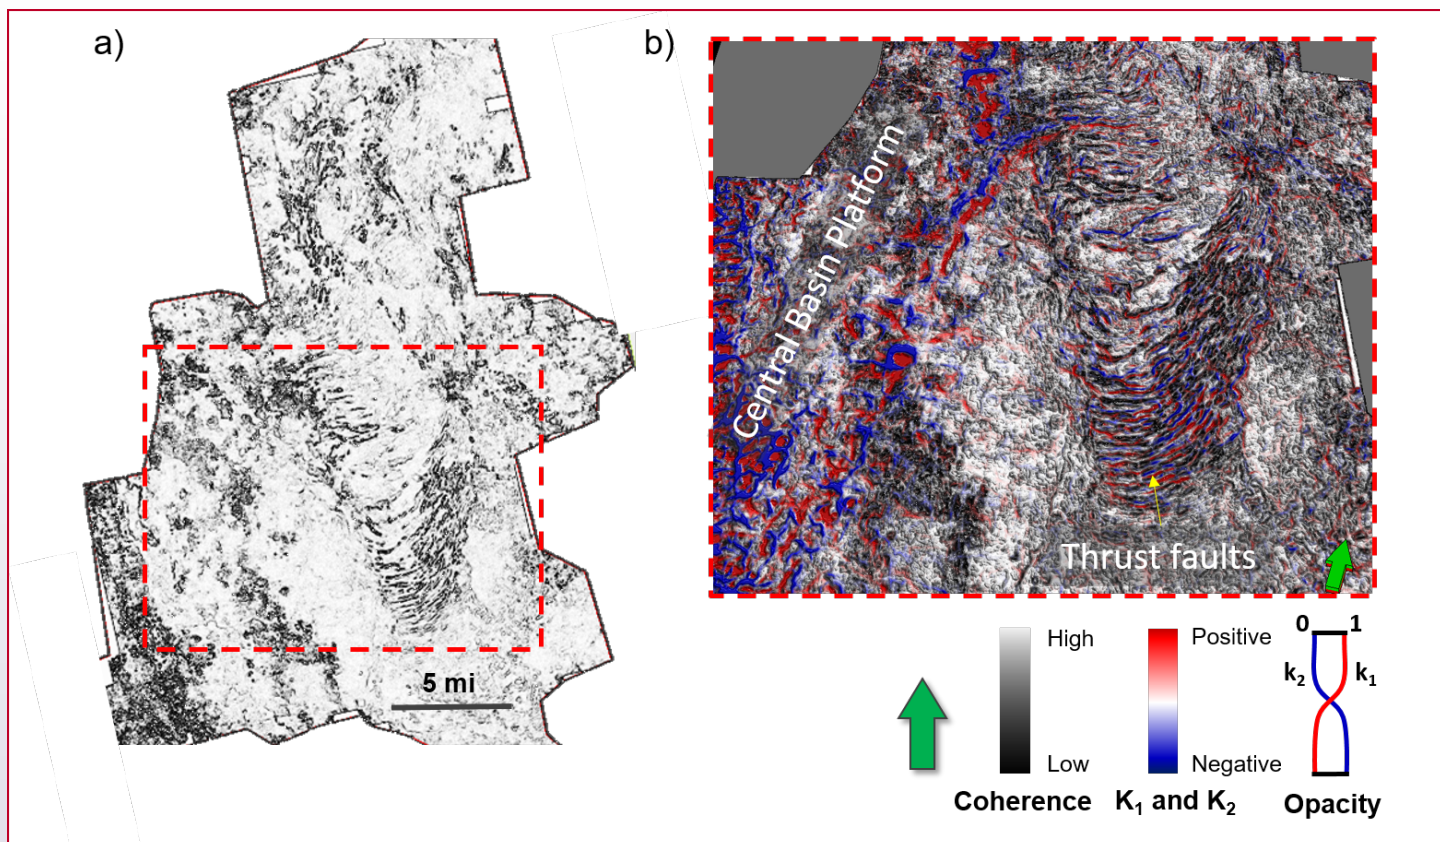 a)
b)
Central Basin Platform
Thrust faults
5 mi
High
Low
Coherence
Positive
Negative
K₁ and K₂
0 1
k₂ k₁
Opacity